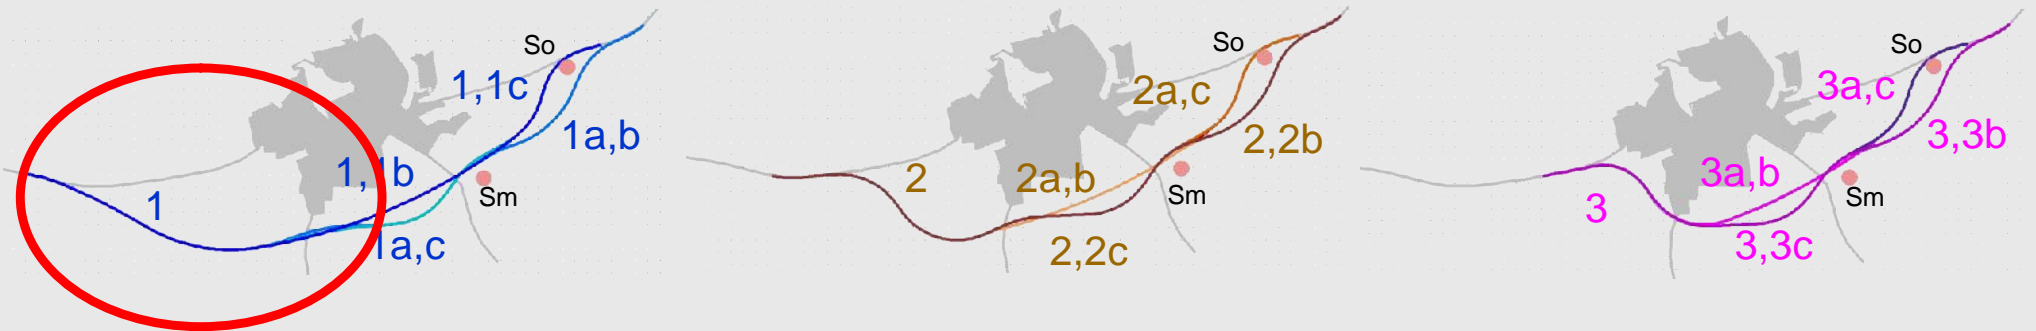 So
1,1c
1a,b
1,1b
Sm
1
1a,c
So
2a,c
2,2b
2
2a,b
Sm
2,2c
So
3a,c
3,3b
3a,b
Sm
3
3,3c